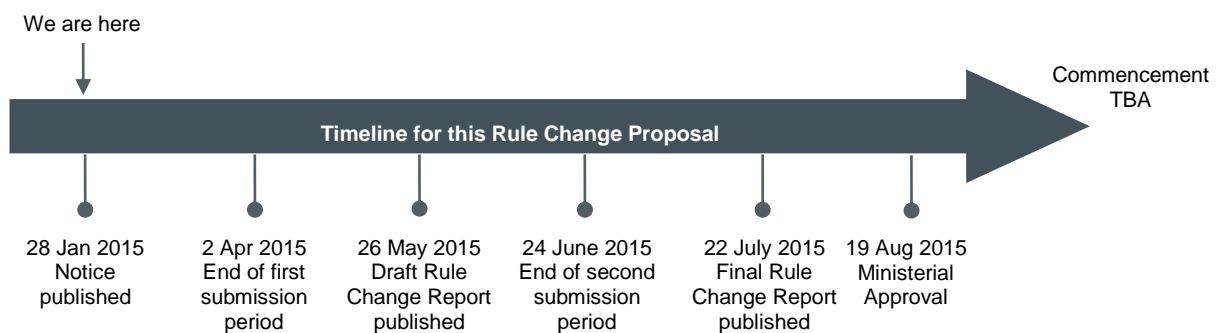 We are here
Commencement
TBA
Timeline for this Rule Change Proposal
28 Jan 2015
Notice
published
2 Apr 2015
End of first
submission
period
26 May 2015
Draft Rule
Change Report
published
24 June 2015
End of second
submission
period
22 July 2015
Final Rule
Change Report
published
19 Aug 2015
Ministerial
Approval